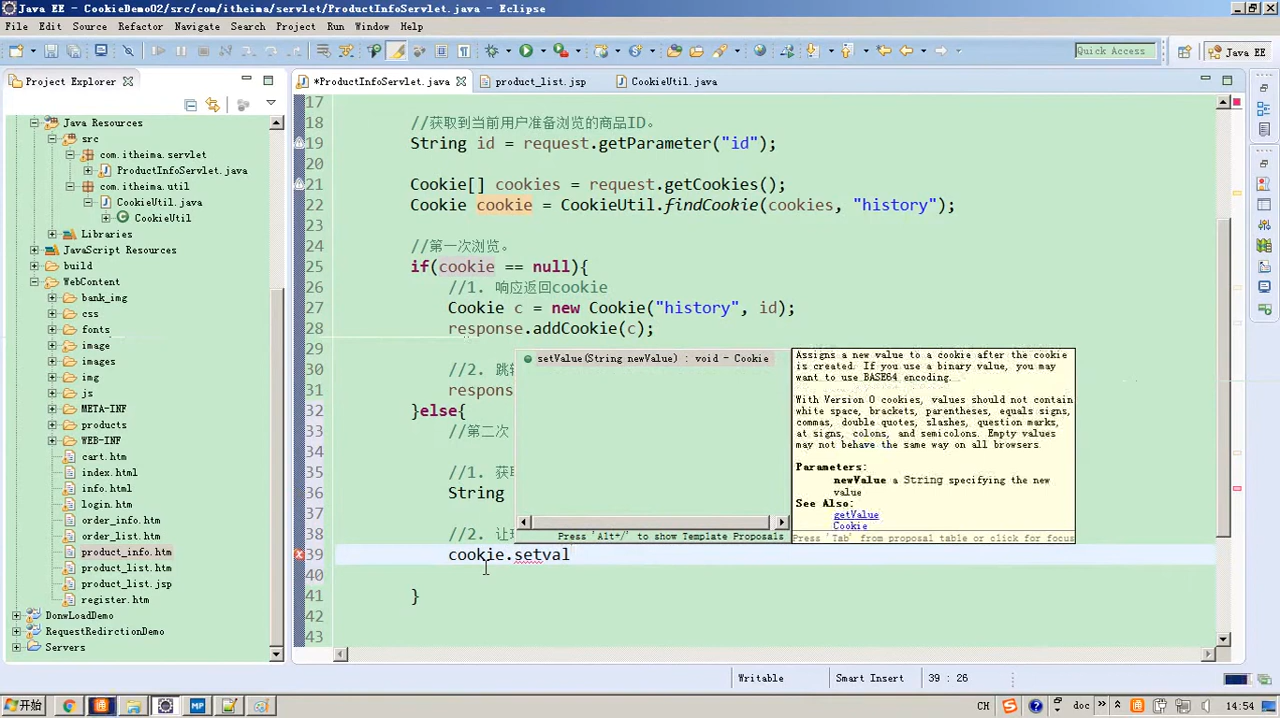 Java EE - CookieDemo02/src/com/itheima/servlet/ProductInfoServlet.java - Eclipse
File Edit Source Refactor Navigate Search Project Run Window Help
Quick Access
Java EE
Project Explorer
*ProductInfoServlet.java
product_list.jsp
CookieUtil.java
Java Resources
src
com.itheima.servlet
ProductInfoServlet.java
com.itheima.util
CookieUtil.java
CookieUtil
Libraries
JavaScript Resources
build
WebContent
bank_img
css
fonts
image
images
img
js
META-INF
products
WEB-INF
cart.htm
index.html
info.html
login.htm
order_info.htm
order_list.htm
product_info.htm
product_list.htm
product_list.jsp
register.htm
DonwLoadDemo
RequestRedirctionDemo
Servers
17
18 //获取到当前用户准备浏览的商品ID。
19 String id = request.getParameter("id");
20
21 Cookie[] cookies = request.getCookies();
22 Cookie cookie = CookieUtil.findCookie(cookies, "history");
23
24 //第一次浏览。
25 if(cookie == null){
26 //1. 响应返回cookie
27 Cookie c = new Cookie("history", id);
28 response.addCookie(c);
29
30 //2. 跳
31 respons
32 }else{
33 //第二次
34
35 //1. 获取
36 String
37
38 //2. 让
39 cookie.setval
40
41 }
42
43
setValue(String newValue) : void - Cookie
Press 'Alt+/' to show Template Proposals
Assigns a new value to a cookie after the cookie
is created. If you use a binary value, you may
want to use BASE64 encoding.
With Version 0 cookies, values should not contain
white space, brackets, parentheses, equals signs,
commas, double quotes, slashes, question marks,
at signs, colons, and semicolons. Empty values
may not behave the same way on all browsers.
Parameters:
newValue a String specifying the new
value
See Also:
getValue
Cookie
Press 'Tab' from proposal table or click for focus
Writable
Smart Insert
39 : 26
开始
MP
CH
doc
14:54